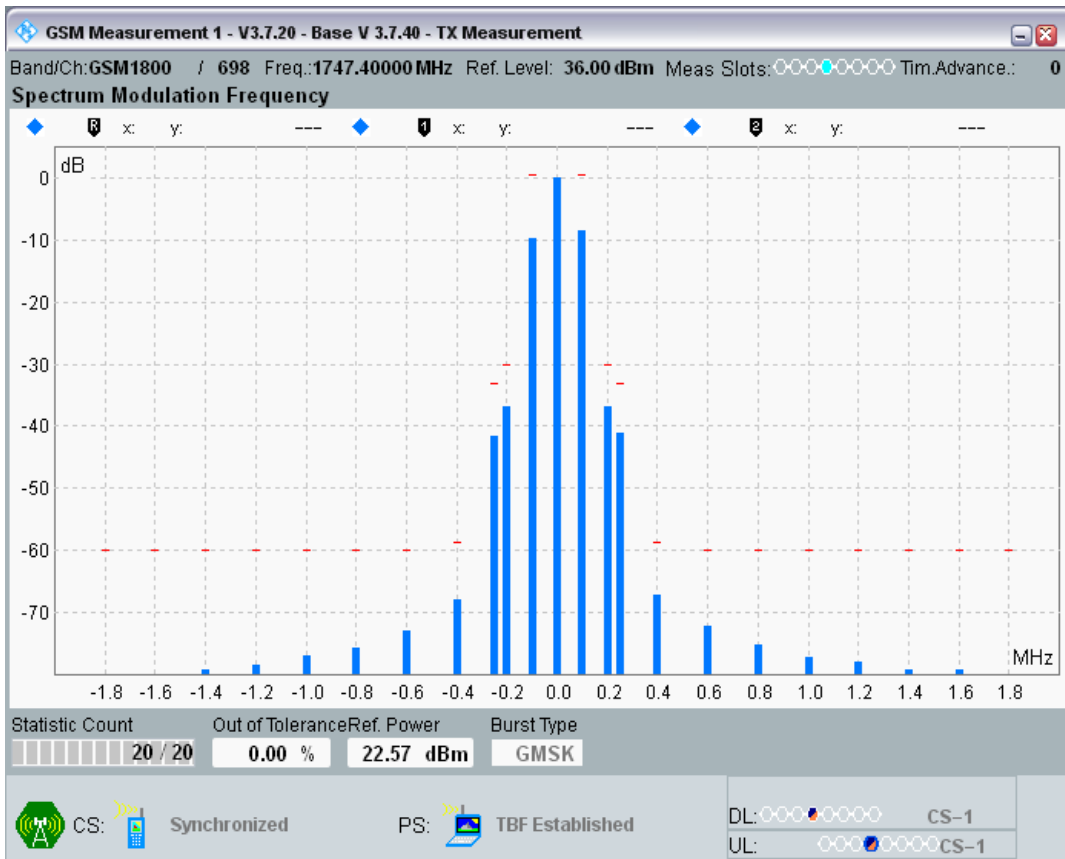 GSM Measurement 1 - V3.7.20 - Base V 3.7.40 - TX Measurement
Band/Ch:GSM1800 / 698 Freq.:1747.40000 MHz Ref. Level: 36.00 dBm Meas Slots: Tim.Advance.: 0
Spectrum Modulation Frequency
R x: y: --- 1 x: y: --- 2 x: y: ---
dB
0
-10
-20
-30
-40
-50
-60
-70
MHz
-1.8 -1.6 -1.4 -1.2 -1.0 -0.8 -0.6 -0.4 -0.2 0.0 0.2 0.4 0.6 0.8 1.0 1.2 1.4 1.6 1.8
Statistic Count Out of Tolerance Ref. Power Burst Type
20 / 20 0.00 % 22.57 dBm GMSK
CS: Synchronized PS: TBF Established
DL: CS-1
UL: CS-1